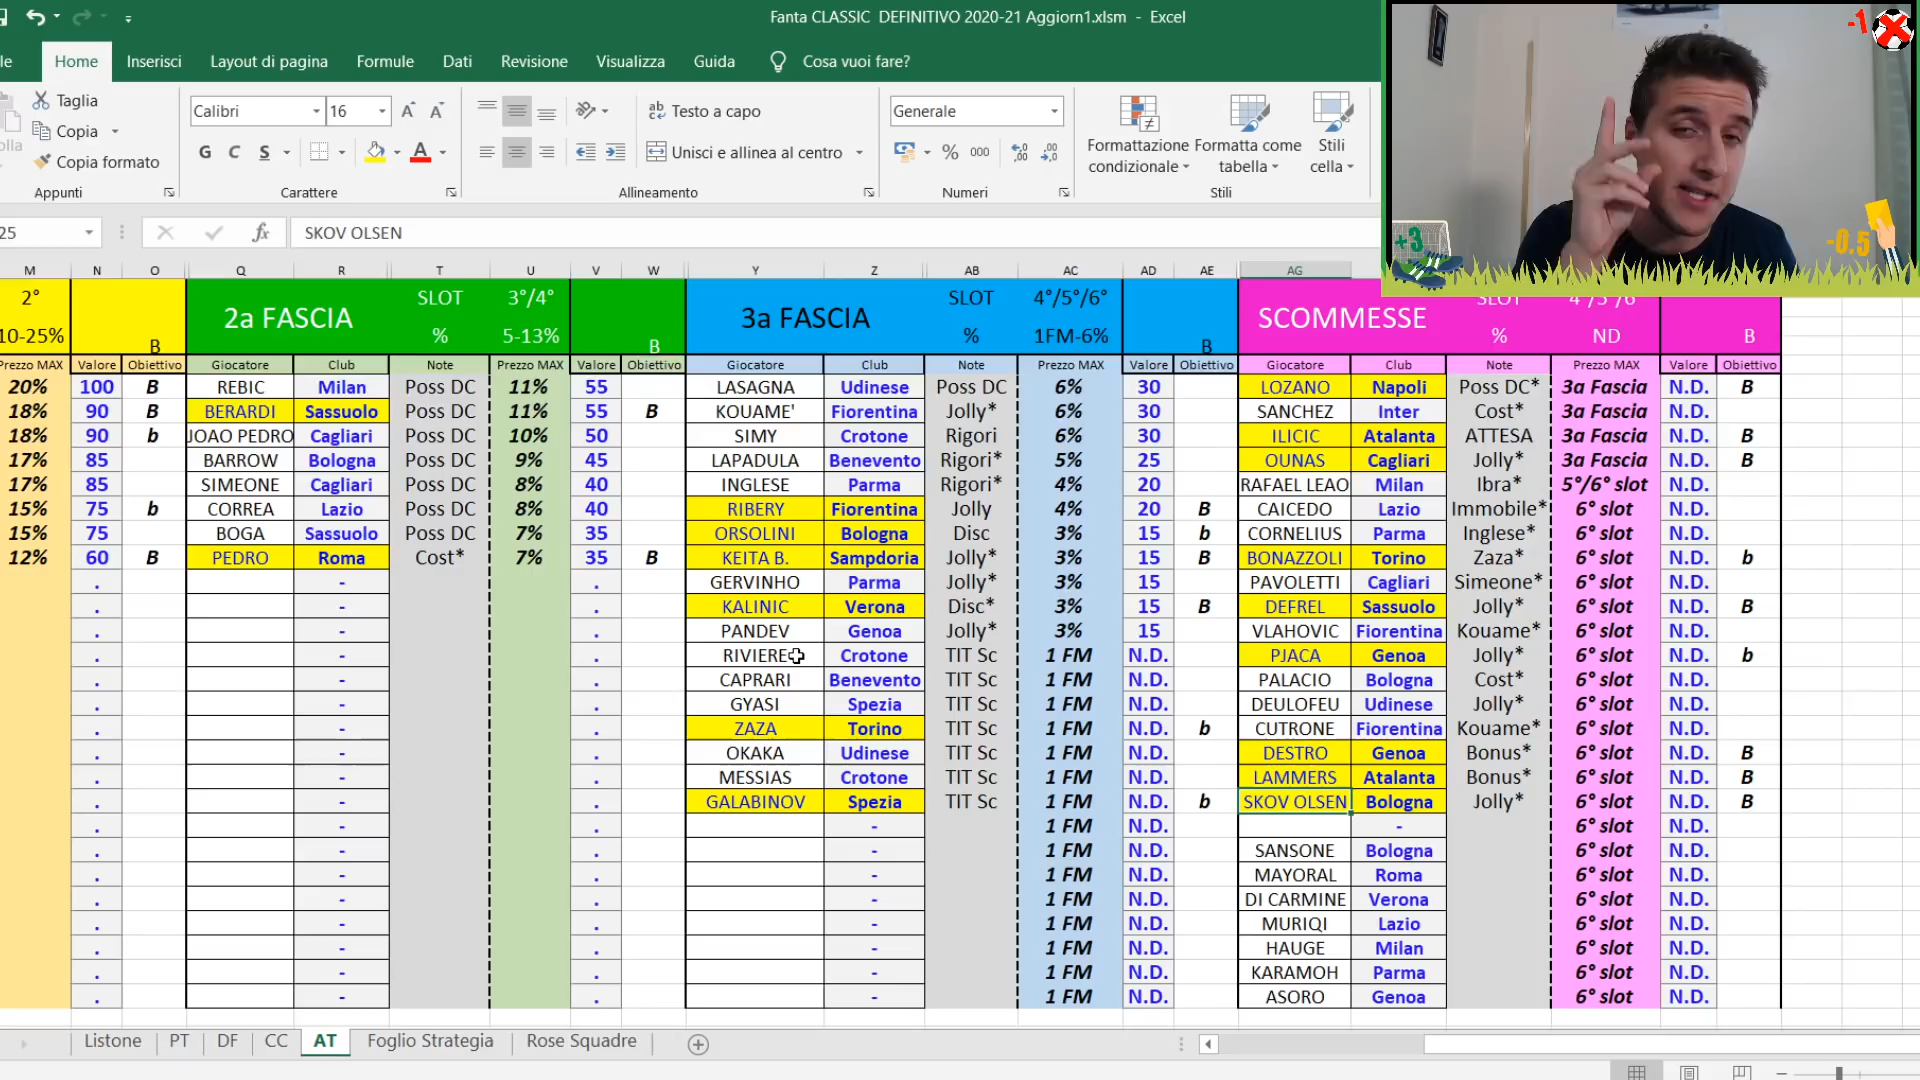 Fanta CLASSIC DEFINITIVO 2020-21 Aggiorn1.xlsm - Excel
-1
le Home Inserisci Layout di pagina Formule Dati Revisione Visualizza Guida Cosa vuoi fare?
Taglia
Copia
Copia formato
Appunti
Calibri 16
G C S
Carattere
Testo a capo
Unisci e allinea al centro
Allineamento
Generale
% 000
Numeri
Formattazione condizionale
Formatta come tabella
Stili cella
Stili
+3
-0.5
25 fx SKOV OLSEN
M N O Q R T U V W Y Z AB AC AD AE AG
2° 2a FASCIA SLOT 3°/4° 3a FASCIA SLOT 4°/5°/6° SCOMMESSE SLOT 4°/5°/6°
10-25% B % 5-13% B % 1FM-6% B % ND B
Prezzo MAX Valore Obiettivo Giocatore Club Note Prezzo MAX Valore Obiettivo Giocatore Club Note Prezzo MAX Valore Obiettivo Giocatore Club Note Prezzo MAX Valore Obiettivo
20% 100 B REBIC Milan Poss DC 11% 55 LASAGNA Udinese Poss DC 6% 30 LOZANO Napoli Poss DC* 3a Fascia N.D. B
18% 90 B BERARDI Sassuolo Poss DC 11% 55 B KOUAME' Fiorentina Jolly* 6% 30 SANCHEZ Inter Cost* 3a Fascia N.D.
18% 90 b JOAO PEDRO Cagliari Poss DC 10% 50 SIMY Crotone Rigori 6% 30 ILICIC Atalanta ATTESA 3a Fascia N.D. B
17% 85 BARROW Bologna Poss DC 9% 45 LAPADULA Benevento Rigori* 5% 25 OUNAS Cagliari Jolly* 3a Fascia N.D. B
17% 85 SIMEONE Cagliari Poss DC 8% 40 INGLESE Parma Rigori* 4% 20 RAFAEL LEAO Milan Ibra* 5°/6° slot N.D.
15% 75 b CORREA Lazio Poss DC 8% 40 RIBERY Fiorentina Jolly 4% 20 B CAICEDO Lazio Immobile* 6° slot N.D.
15% 75 BOGA Sassuolo Poss DC 7% 35 ORSOLINI Bologna Disc 3% 15 b CORNELIUS Parma Inglese* 6° slot N.D.
12% 60 B PEDRO Roma Cost* 7% 35 B KEITA B. Sampdoria Jolly* 3% 15 B BONAZZOLI Torino Zaza* 6° slot N.D. b
. - . GERVINHO Parma Jolly* 3% 15 PAVOLETTI Cagliari Simeone* 6° slot N.D.
. - . KALINIC Verona Disc* 3% 15 B DEFREL Sassuolo Jolly* 6° slot N.D. B
. - . PANDEV Genoa Jolly* 3% 15 VLAHOVIC Fiorentina Kouame* 6° slot N.D.
. - . RIVIERE Crotone TIT Sc 1 FM N.D. PJACA Genoa Jolly* 6° slot N.D. b
. - . CAPRARI Benevento TIT Sc 1 FM N.D. PALACIO Bologna Cost* 6° slot N.D.
. - . GYASI Spezia TIT Sc 1 FM N.D. DEULOFEU Udinese Jolly* 6° slot N.D.
. - . ZAZA Torino TIT Sc 1 FM N.D. b CUTRONE Fiorentina Kouame* 6° slot N.D.
. - . OKAKA Udinese TIT Sc 1 FM N.D. DESTRO Genoa Bonus* 6° slot N.D. B
. - . MESSIAS Crotone TIT Sc 1 FM N.D. LAMMERS Atalanta Bonus* 6° slot N.D. B
. - . GALABINOV Spezia TIT Sc 1 FM N.D. b SKOV OLSEN Bologna Jolly* 6° slot N.D. B
. - . - 1 FM N.D. - 6° slot N.D.
. - . - 1 FM N.D. SANSONE Bologna 6° slot N.D.
. - . - 1 FM N.D. MAYORAL Roma 6° slot N.D.
. - . - 1 FM N.D. DI CARMINE Verona 6° slot N.D.
. - . - 1 FM N.D. MURIQI Lazio 6° slot N.D.
. - . - 1 FM N.D. HAUGE Milan 6° slot N.D.
. - . - 1 FM N.D. KARAMOH Parma 6° slot N.D.
. - . - 1 FM N.D. ASORO Genoa 6° slot N.D.
Listone PT DF CC AT Foglio Strategia Rose Squadre